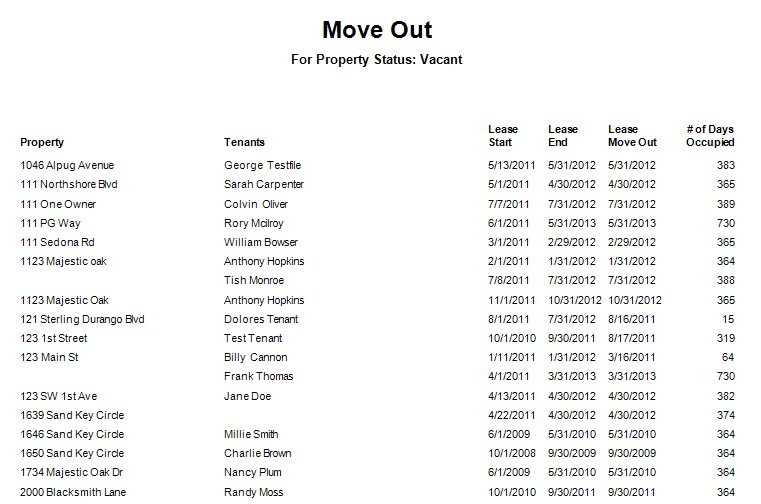 Move Out
For Property Status: Vacant
Lease Lease Lease # of Days
Property Tenants Start End Move Out Occupied
1046 Alpug Avenue George Testfile 5/13/2011 5/31/2012 5/31/2012 383
111 Northshore Blvd Sarah Carpenter 5/1/2011 4/30/2012 4/30/2012 365
111 One Owner Colvin Oliver 7/7/2011 7/31/2012 7/31/2012 389
111 PG Way Rory Mcilroy 6/1/2011 5/31/2013 5/31/2013 730
111 Sedona Rd William Bowser 3/1/2011 2/29/2012 2/29/2012 365
1123 Majestic oak Anthony Hopkins 2/1/2011 1/31/2012 1/31/2012 364
Tish Monroe 7/8/2011 7/31/2012 7/31/2012 388
1123 Majestic Oak Anthony Hopkins 11/1/2011 10/31/2012 10/31/2012 365
121 Sterling Durango Blvd Dolores Tenant 8/1/2011 7/31/2012 8/16/2011 15
123 1st Street Test Tenant 10/1/2010 9/30/2011 8/17/2011 319
123 Main St Billy Cannon 1/11/2011 1/31/2012 3/16/2011 64
Frank Thomas 4/1/2011 3/31/2013 3/31/2013 730
123 SW 1st Ave Jane Doe 4/13/2011 4/30/2012 4/30/2012 382
1639 Sand Key Circle 4/22/2011 4/30/2012 4/30/2012 374
1646 Sand Key Circle Millie Smith 6/1/2009 5/31/2010 5/31/2010 364
1650 Sand Key Circle Charlie Brown 10/1/2008 9/30/2009 9/30/2009 364
1734 Majestic Oak Dr Nancy Plum 6/1/2009 5/31/2010 5/31/2010 364
2000 Blacksmith Lane Randy Moss 10/1/2010 9/30/2011 9/30/2011 364